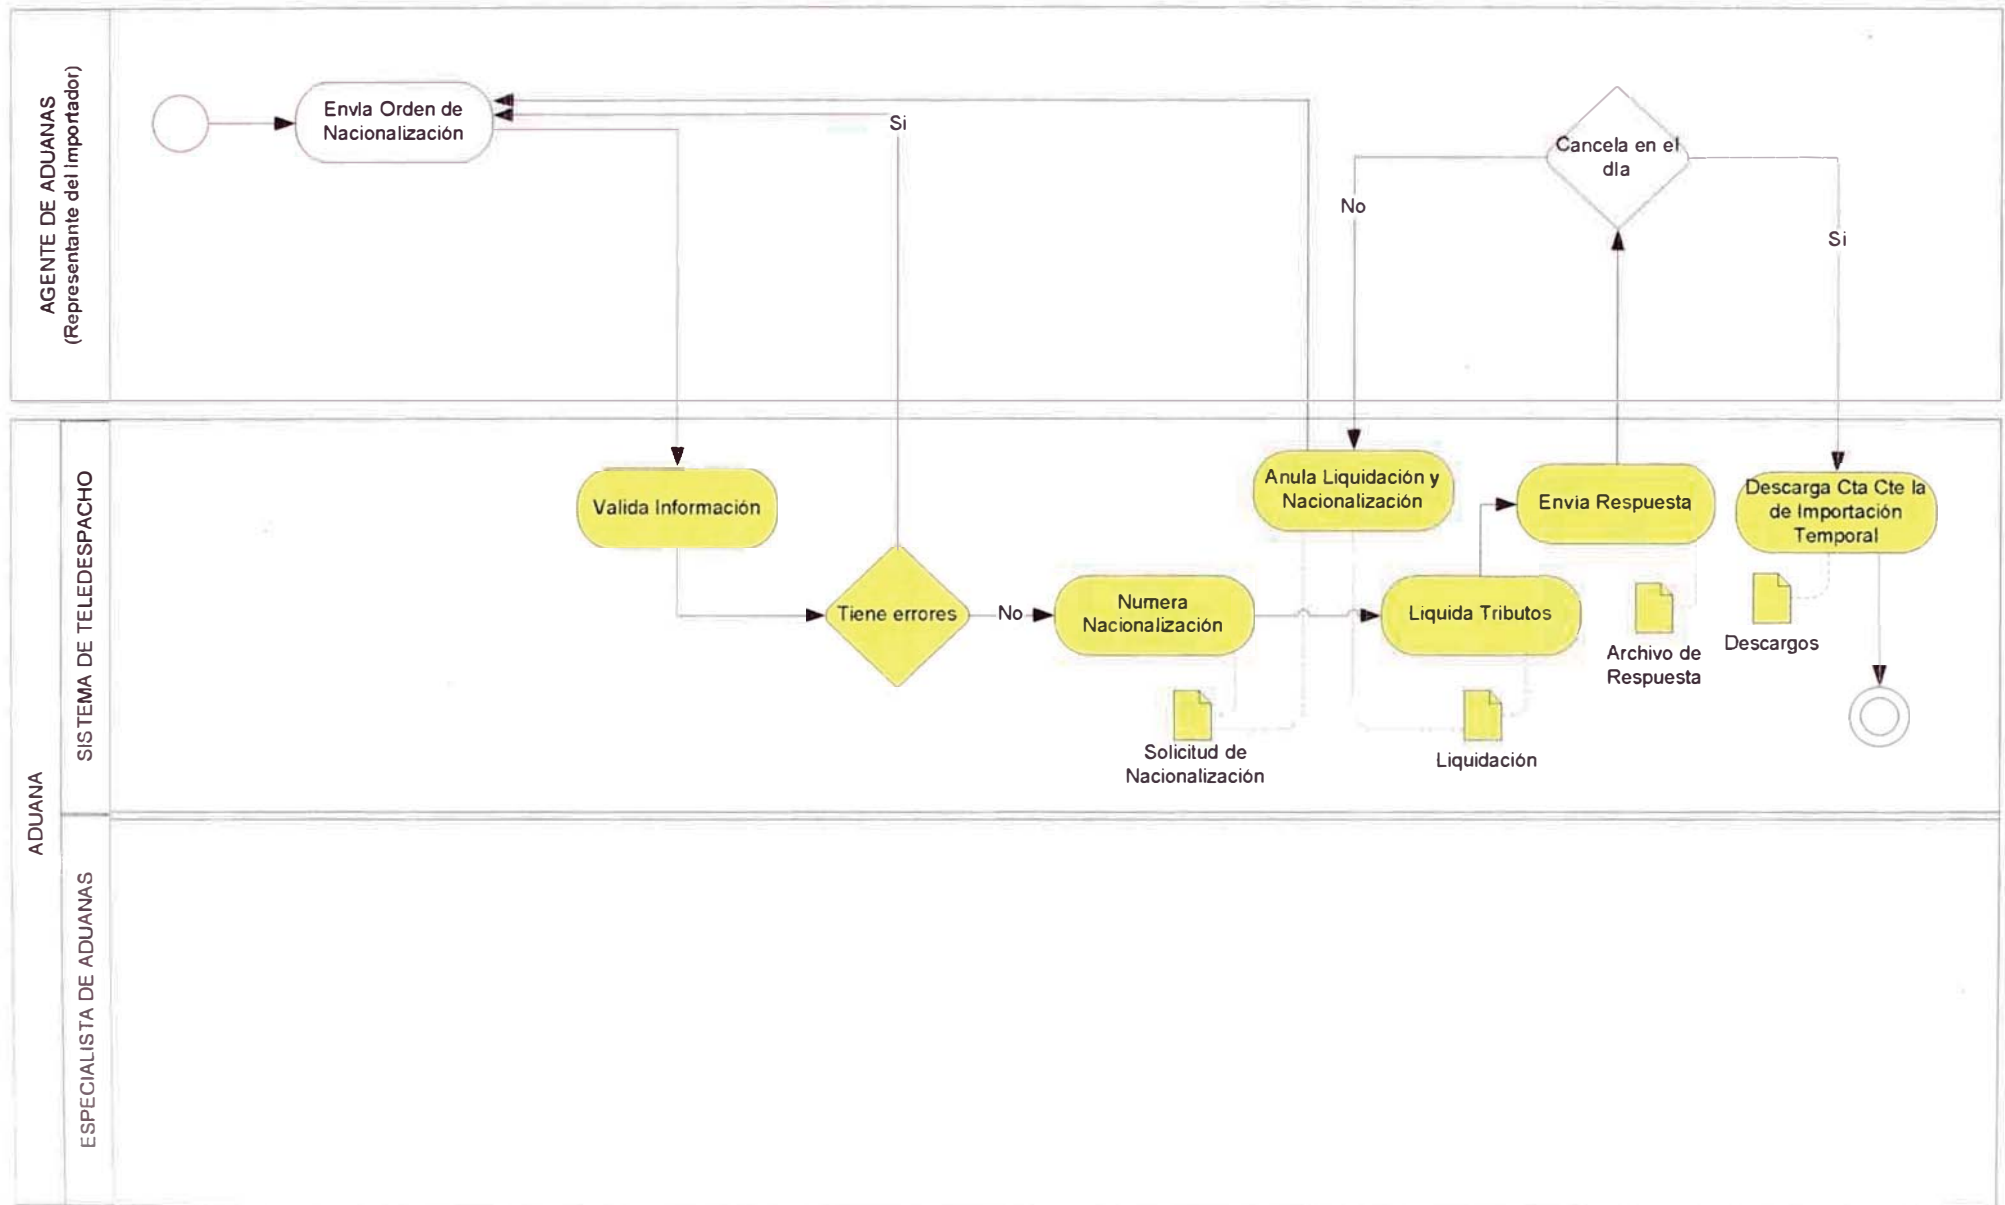 AGENTE DE ADUANAS
(Representante del Importador)
Envia Orden de
Nacionalización
Si
Cancela en el
dia
No
Si
ADUANA
SISTEMA DE TELEDESPACHO
Valida Información
Tiene errores
No
Numera
Nacionalización
Solicitud de
Nacionalización
Anula Liquidación y
Nacionalización
Liquida Tributos
Liquidación
Envia Respuesta
Archivo de
Respuesta
Descarga Cta Cte la
de Importación
Temporal
Descargos
ESPECIALISTA DE ADUANAS